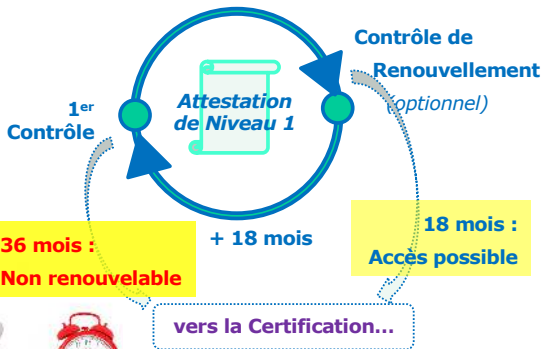 Contrôle de
Renouvellement
(optionnel)
1er
Contrôle
Attestation
de Niveau 1
+ 18 mois
36 mois :
Non renouvelable
18 mois :
Accès possible
vers la Certification...